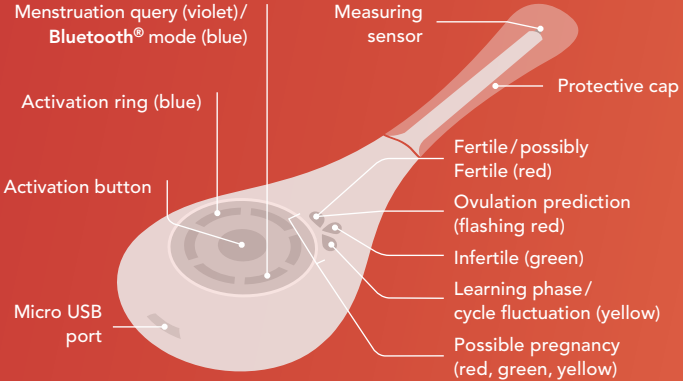 Menstruation query (violet) /
Bluetooth® mode (blue)
Activation ring (blue)
Activation button
Micro USB
port
Measuring
sensor
Protective cap
Fertile / possibly
Fertile (red)
Ovulation prediction
(flashing red)
Infertile (green)
Learning phase /
cycle fluctuation (yellow)
Possible pregnancy
(red, green, yellow)